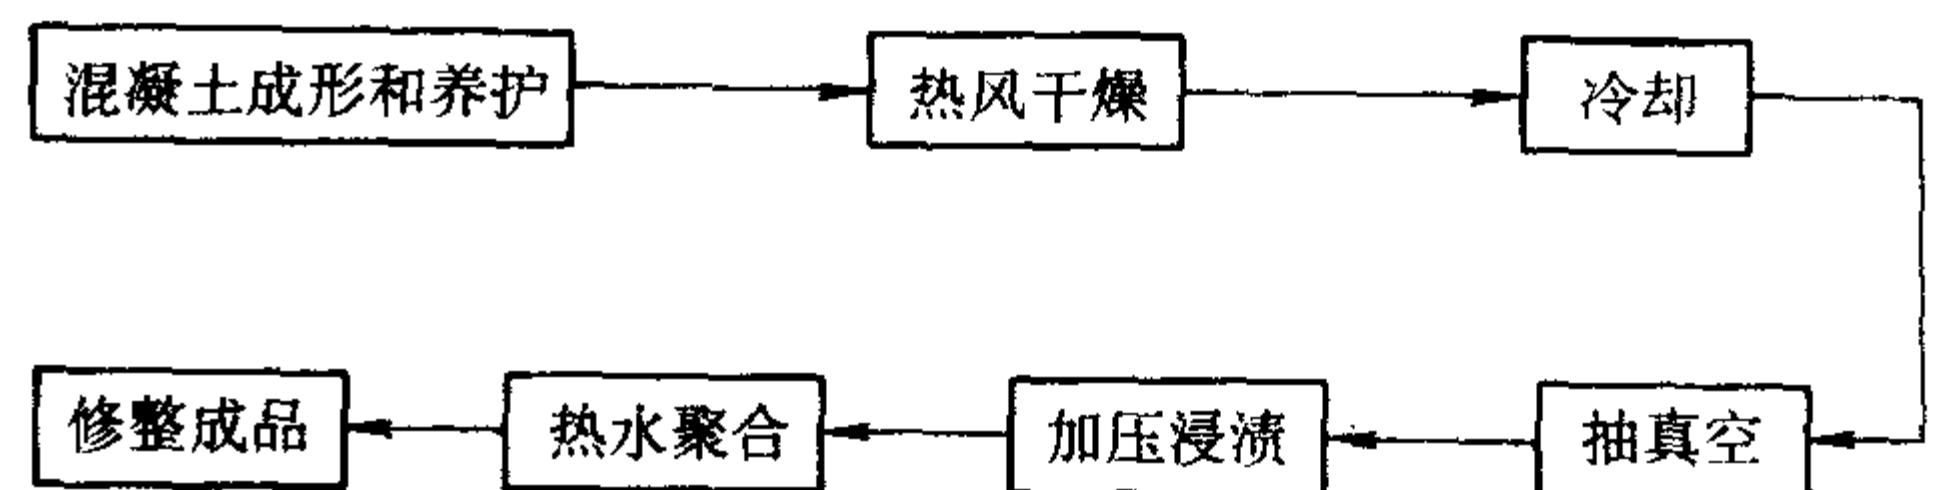 混凝土成形和养护
热风干燥
冷却
抽真空
加压浸渍
热水聚合
修整成品